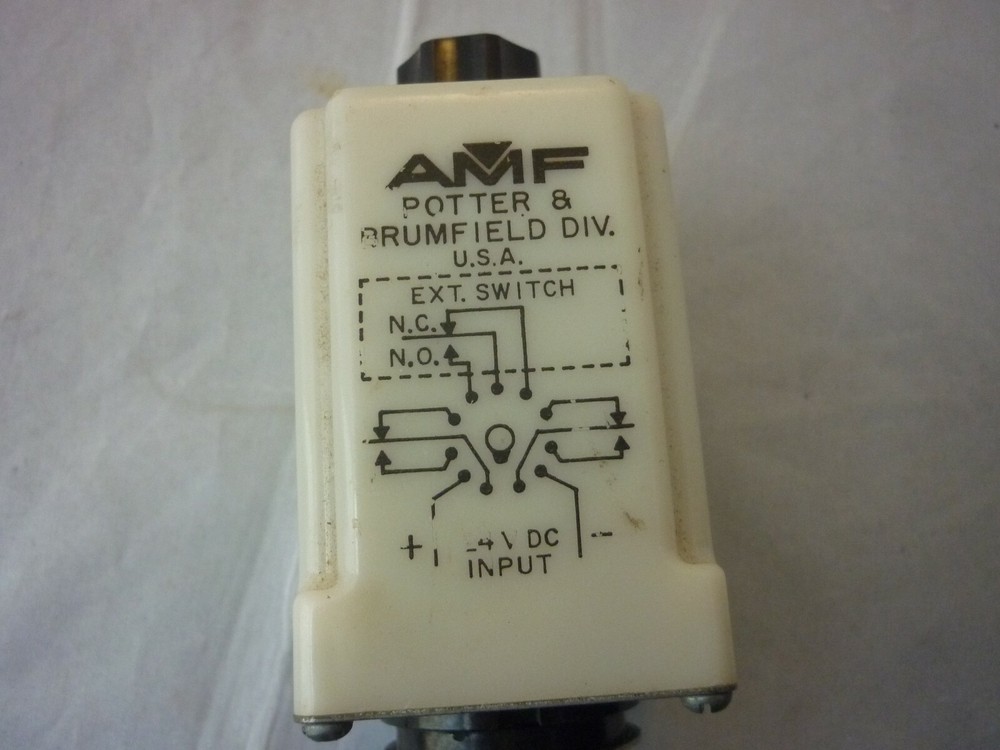 AMF
POTTER &
BRUMFIELD DIV.
U.S.A.
EXT. SWITCH
N.C.
N.O.
+ DC -
INPUT